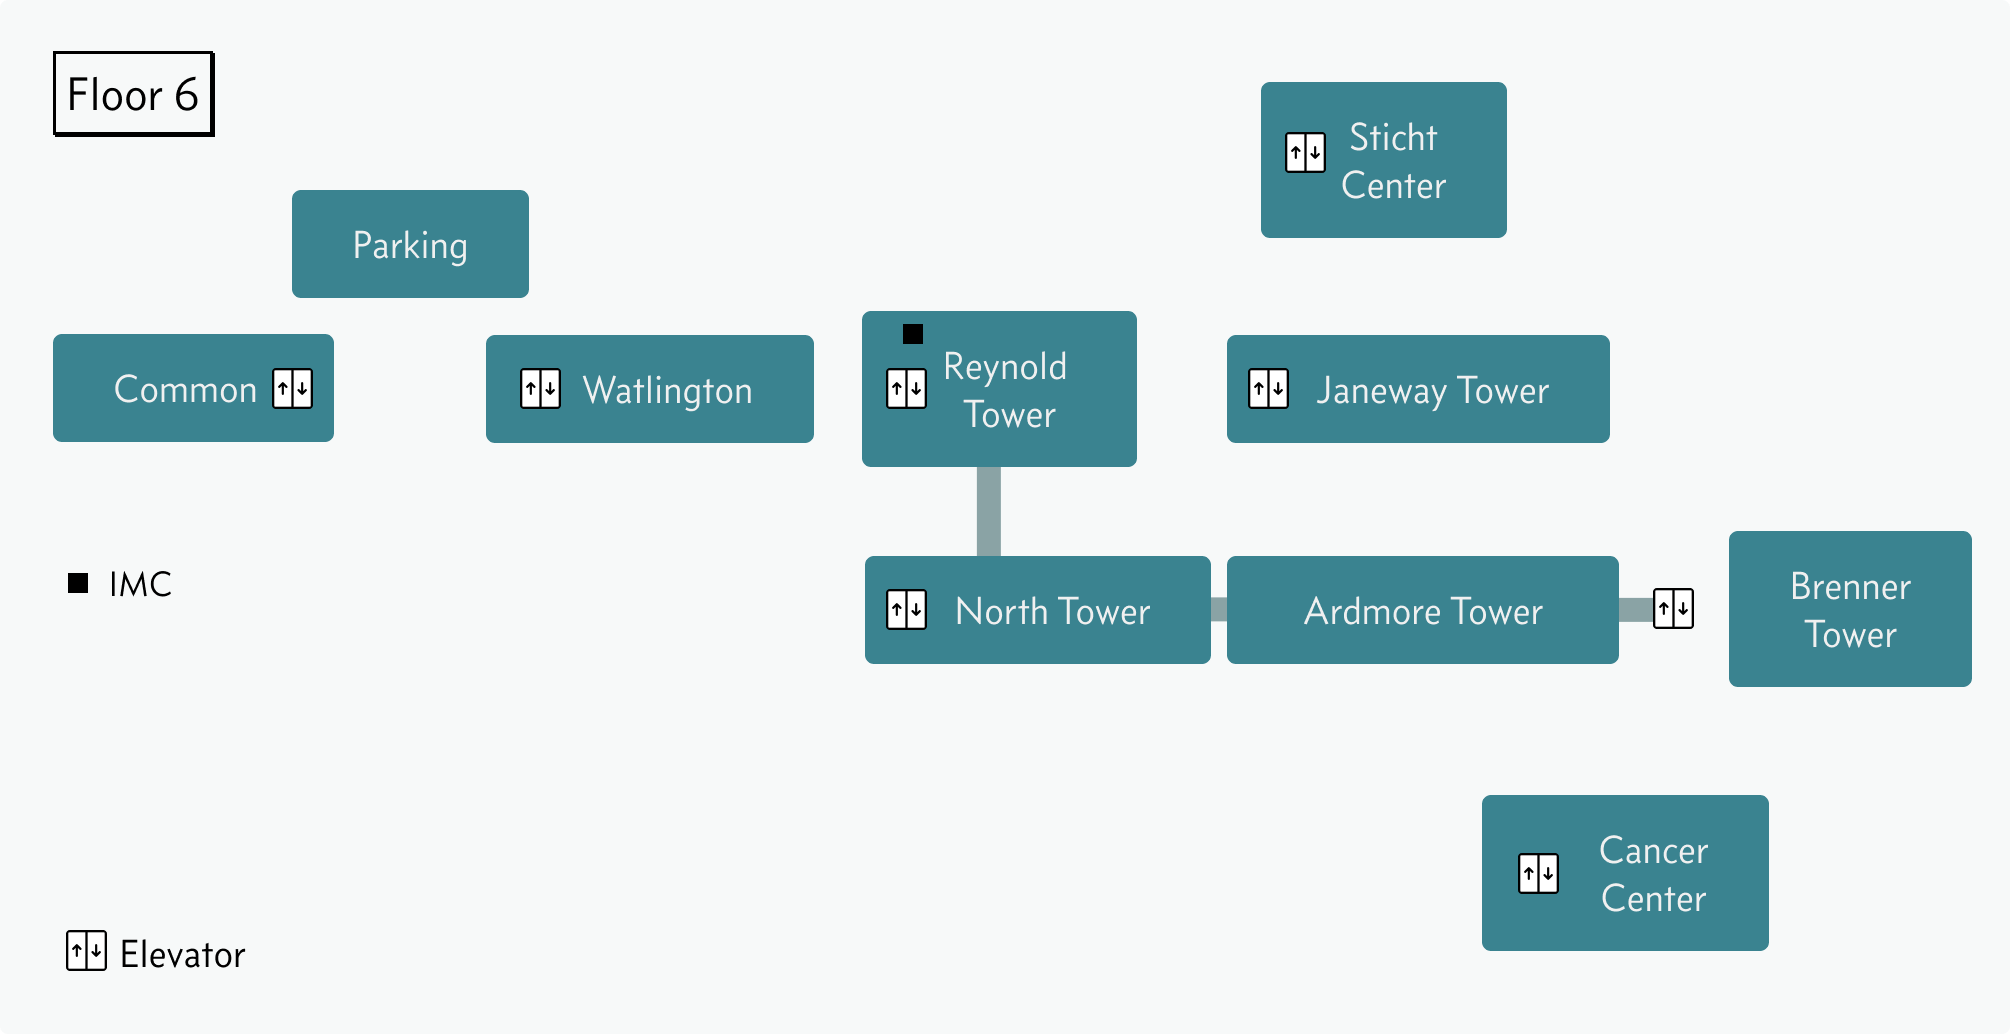 Floor 6
Sticht
Center
Parking
Common
Watlington
Reynold
Tower
Janeway Tower
IMC
North Tower
Ardmore Tower
Brenner
Tower
Cancer
Center
Elevator